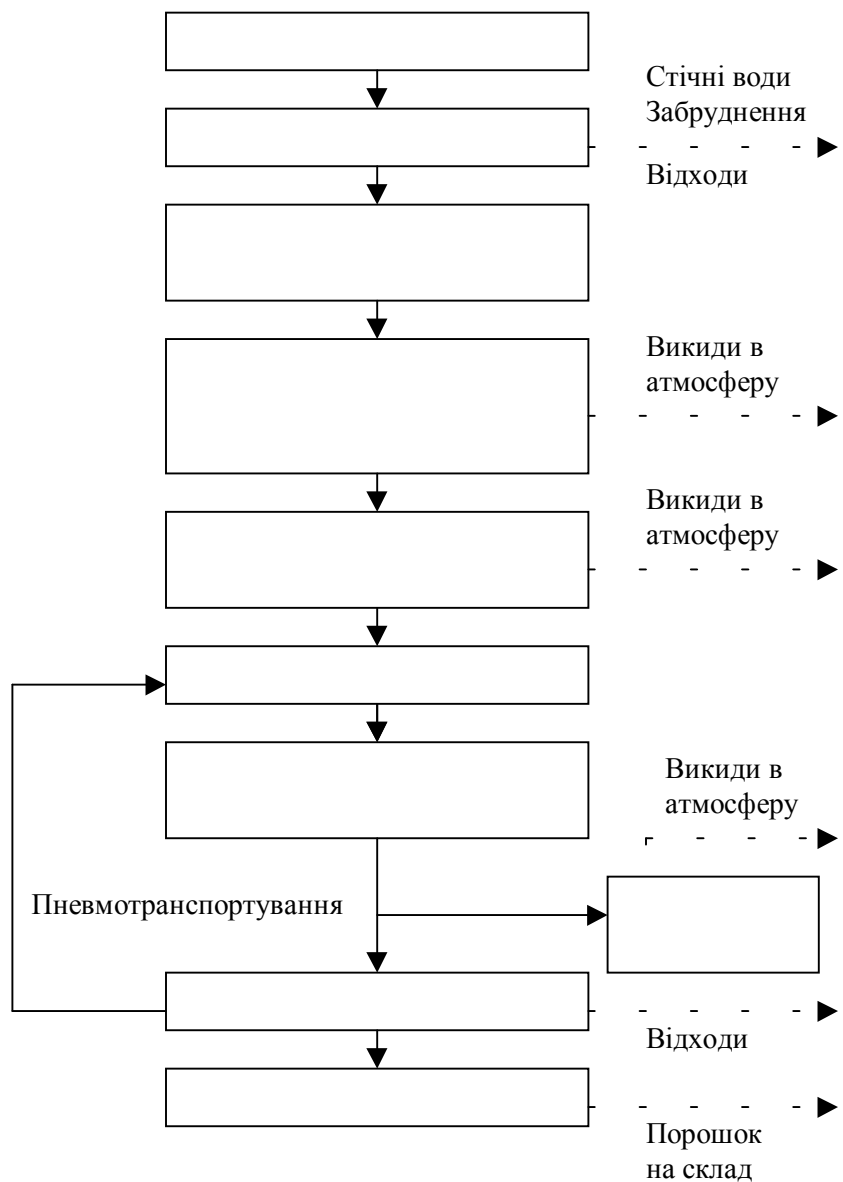 Стічні води
Забруднення
Відходи
Викиди в
атмосферу
Викиди в
атмосферу
Викиди в
атмосферу
Пневмотранспортування
Відходи
Порошок
на склад